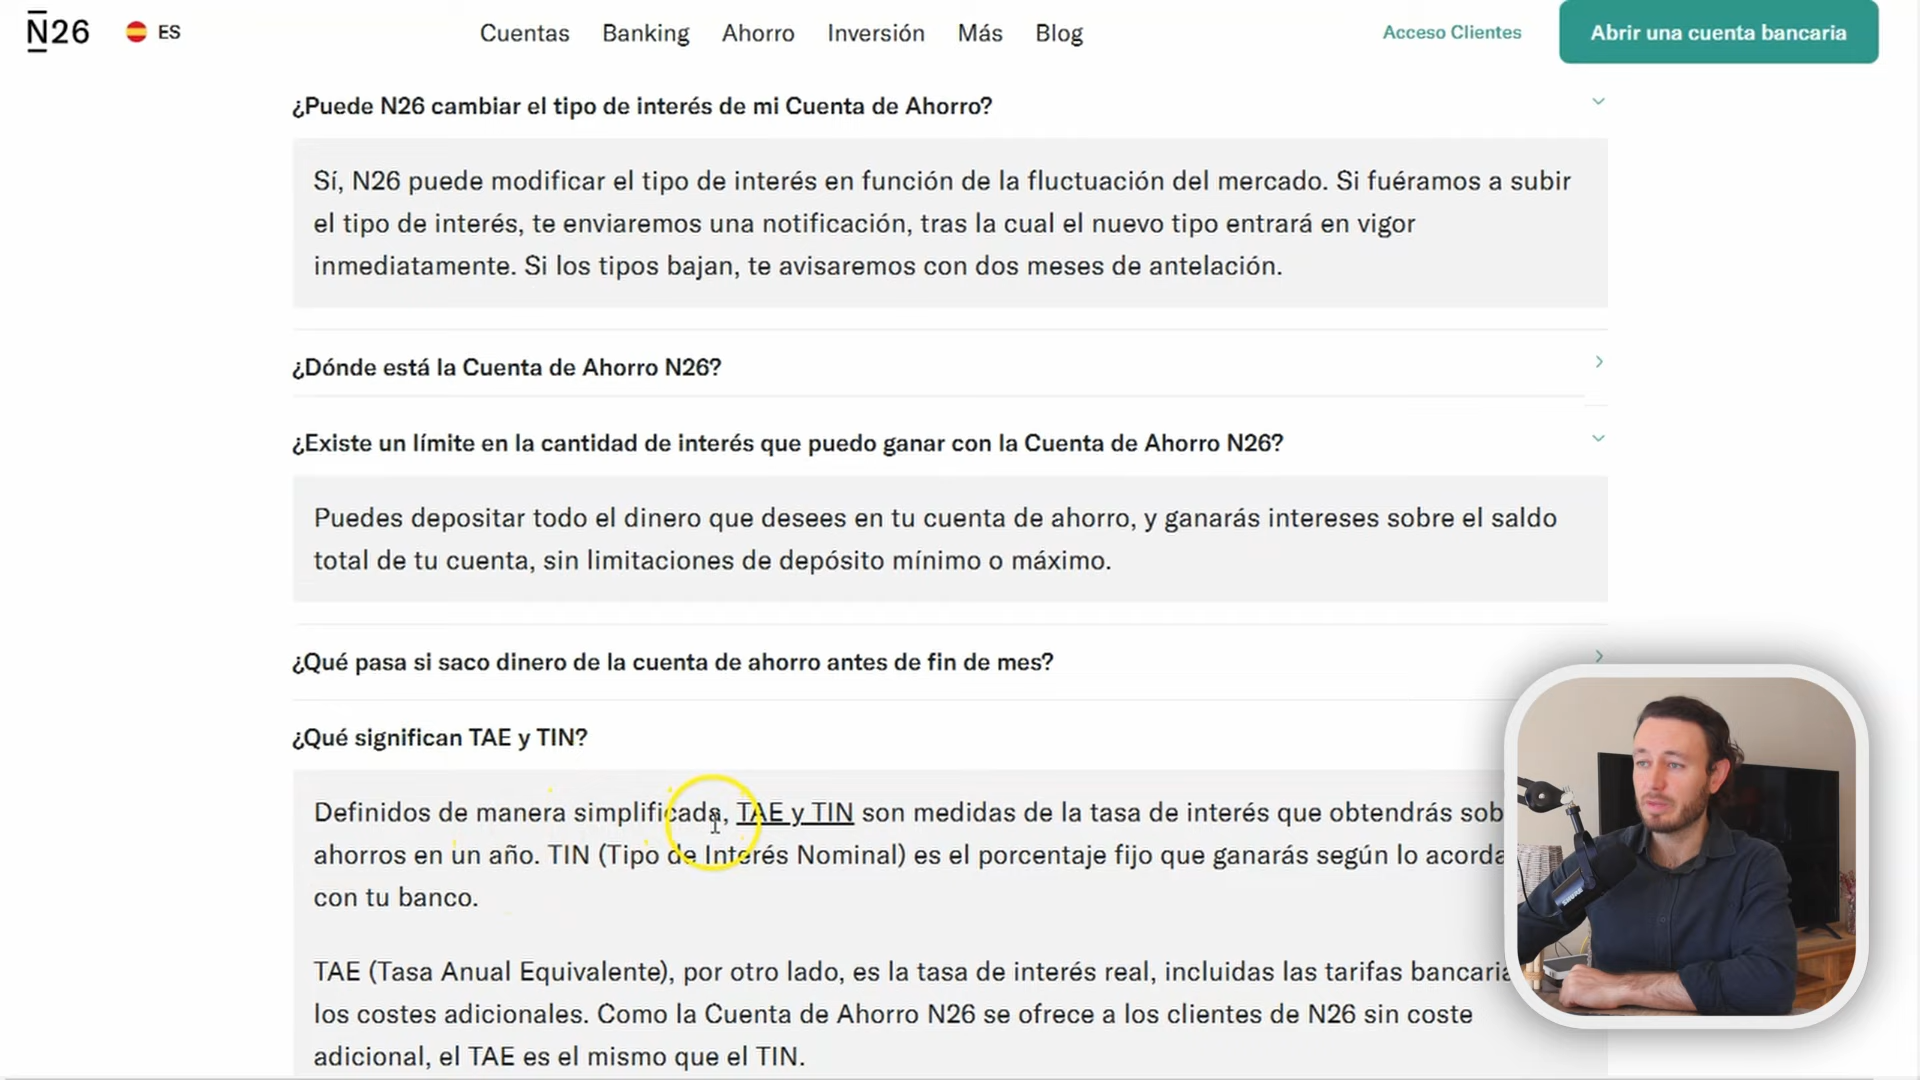 N26
ES
Cuentas
Banking
Ahorro
Inversión
Más
Blog
Acceso Clientes
Abrir una cuenta bancaria
¿Puede N26 cambiar el tipo de interés de mi Cuenta de Ahorro?
Sí, N26 puede modificar el tipo de interés en función de la fluctuación del mercado. Si fuéramos a subir
el tipo de interés, te enviaremos una notificación, tras la cual el nuevo tipo entrará en vigor
inmediatamente. Si los tipos bajan, te avisaremos con dos meses de antelación.
¿Dónde está la Cuenta de Ahorro N26?
¿Existe un límite en la cantidad de interés que puedo ganar con la Cuenta de Ahorro N26?
Puedes depositar todo el dinero que desees en tu cuenta de ahorro, y ganarás intereses sobre el saldo
total de tu cuenta, sin limitaciones de depósito mínimo o máximo.
¿Qué pasa si saco dinero de la cuenta de ahorro antes de fin de mes?
¿Qué significan TAE y TIN?
Definidos de manera simplificada, TAE y TIN son medidas de la tasa de interés que obtendrás sob
ahorros en un año. TIN (Tipo de Interés Nominal) es el porcentaje fijo que ganarás según lo acorda
con tu banco.
TAE (Tasa Anual Equivalente), por otro lado, es la tasa de interés real, incluidas las tarifas bancaria
los costes adicionales. Como la Cuenta de Ahorro N26 se ofrece a los clientes de N26 sin coste
adicional, el TAE es el mismo que el TIN.